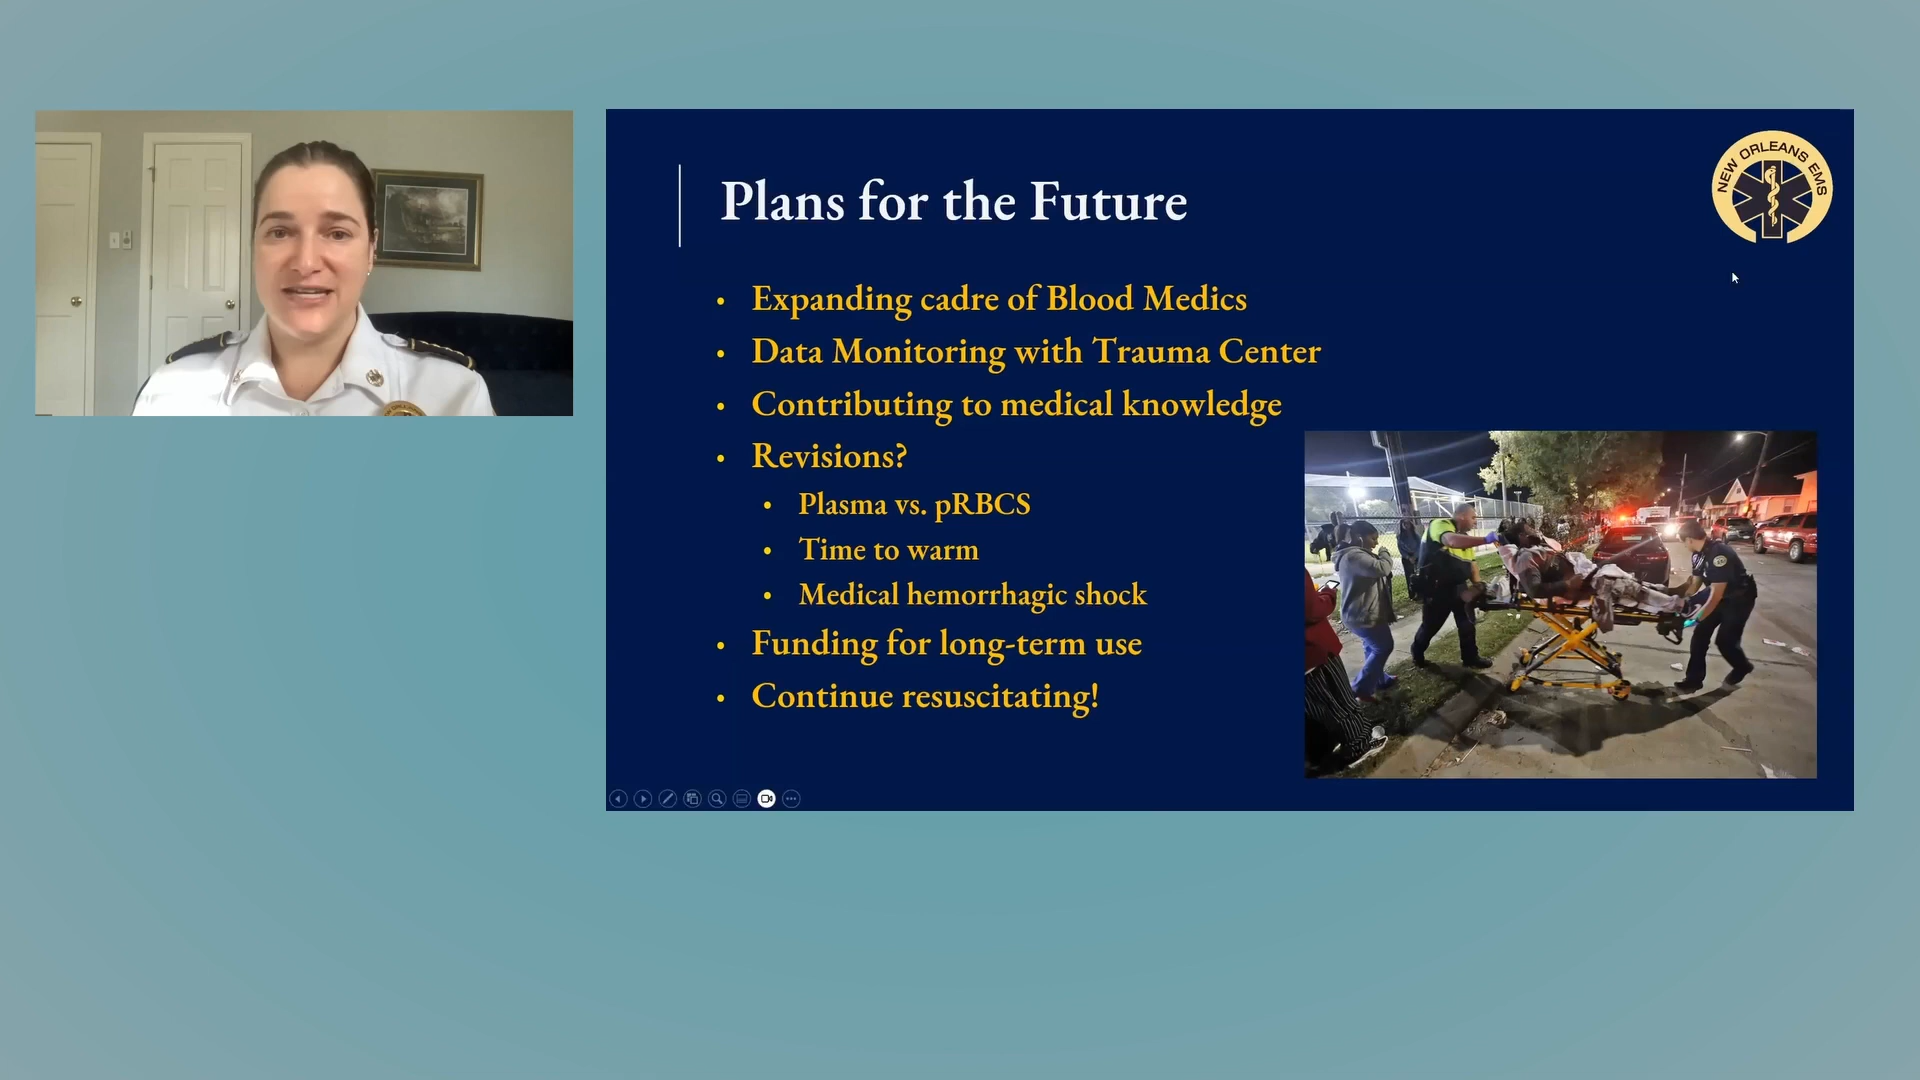 Plans for the Future
NEW ORLEANS EMS
• Expanding cadre of Blood Medics
• Data Monitoring with Trauma Center
• Contributing to medical knowledge
• Revisions?
• Plasma vs. pRBCS
• Time to warm
• Medical hemorrhagic shock
• Funding for long-term use
• Continue resuscitating!